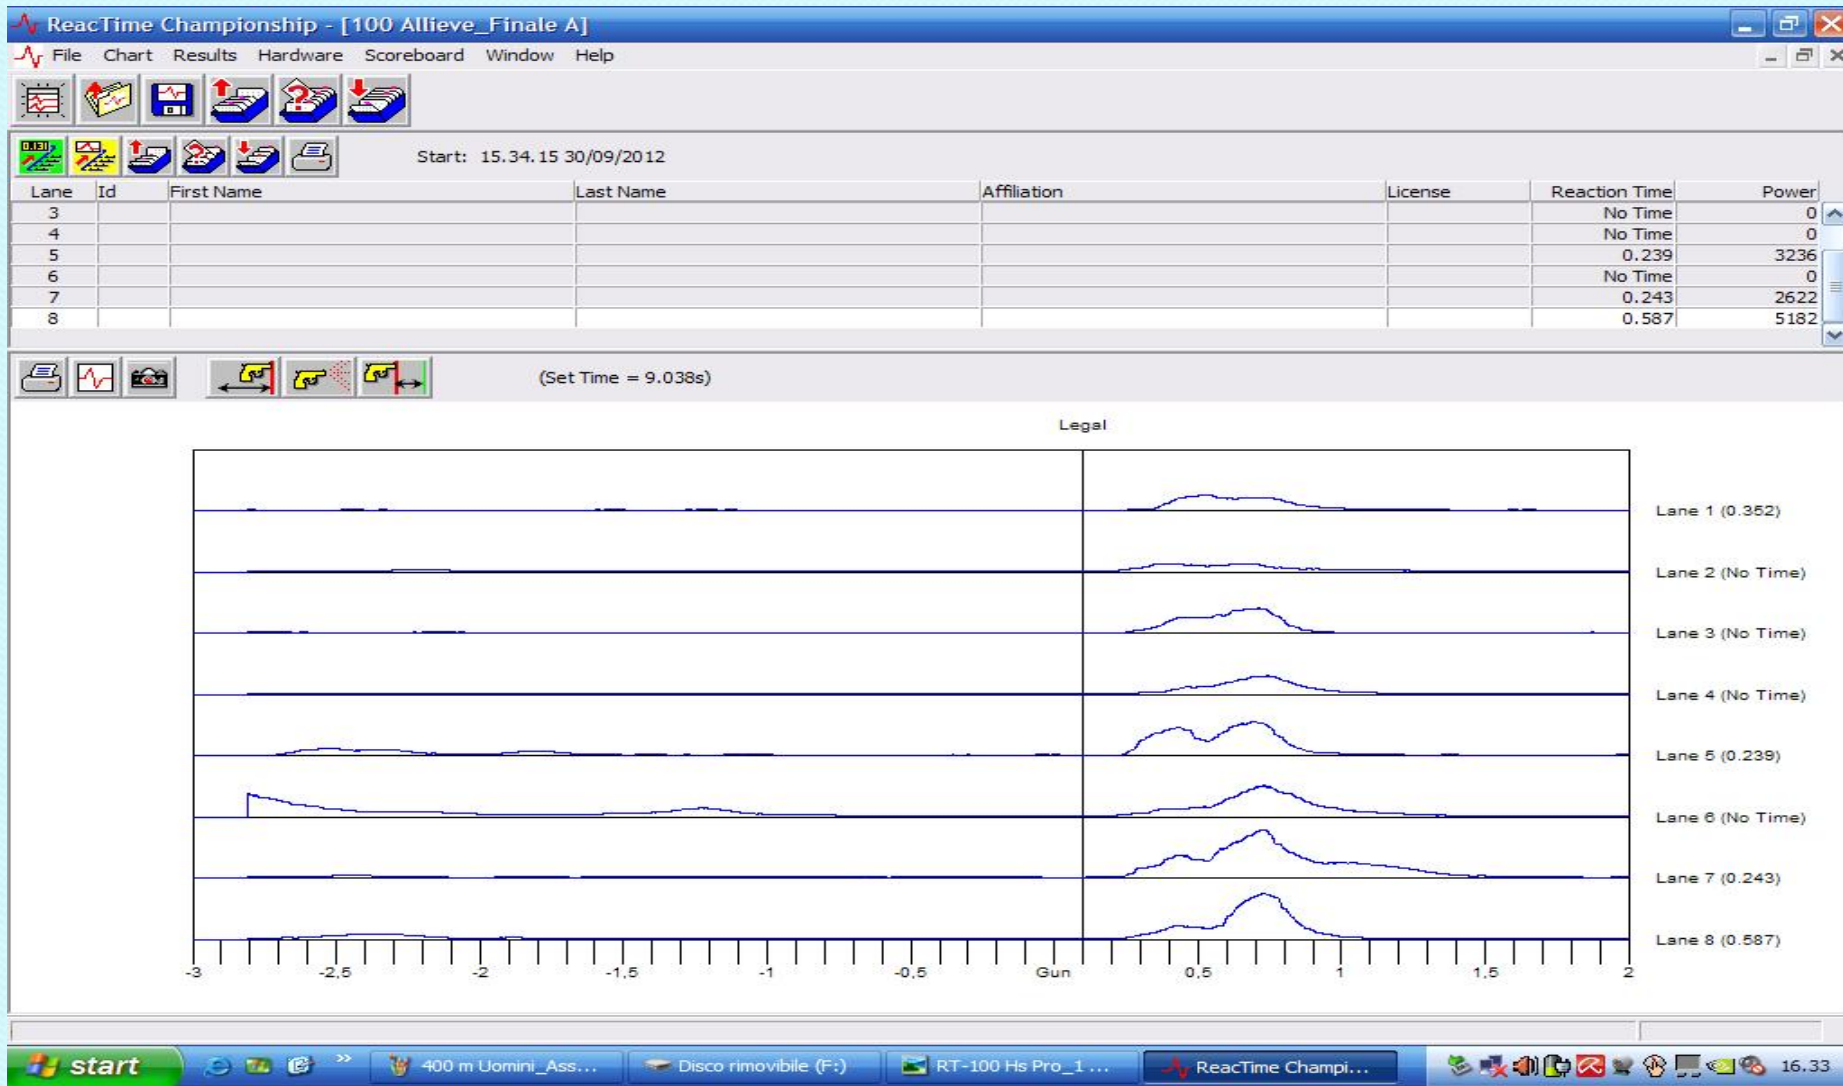 ReacTime Championship - [100 Allieve_Finale A]
File Chart Results Hardware Scoreboard Window Help
Start: 15.34.15 30/09/2012
Lane Id First Name Last Name Affiliation License Reaction Time Power
3 No Time 0
4 No Time 0
5 0.239 3236
6 No Time 0
7 0.243 2622
8 0.587 5182
(Set Time = 9.038s)
Legal
Lane 1 (0.352)
Lane 2 (No Time)
Lane 3 (No Time)
Lane 4 (No Time)
Lane 5 (0.239)
Lane 6 (No Time)
Lane 7 (0.243)
Lane 8 (0.587)
-3 -2,5 -2 -1,5 -1 -0,5 Gun 0,5 1 1,5 2
start 400 m Uomini_Ass... Disco rimovibile (F:) RT-100 Hs Pro_1 ... ReacTime Champi... 16.33